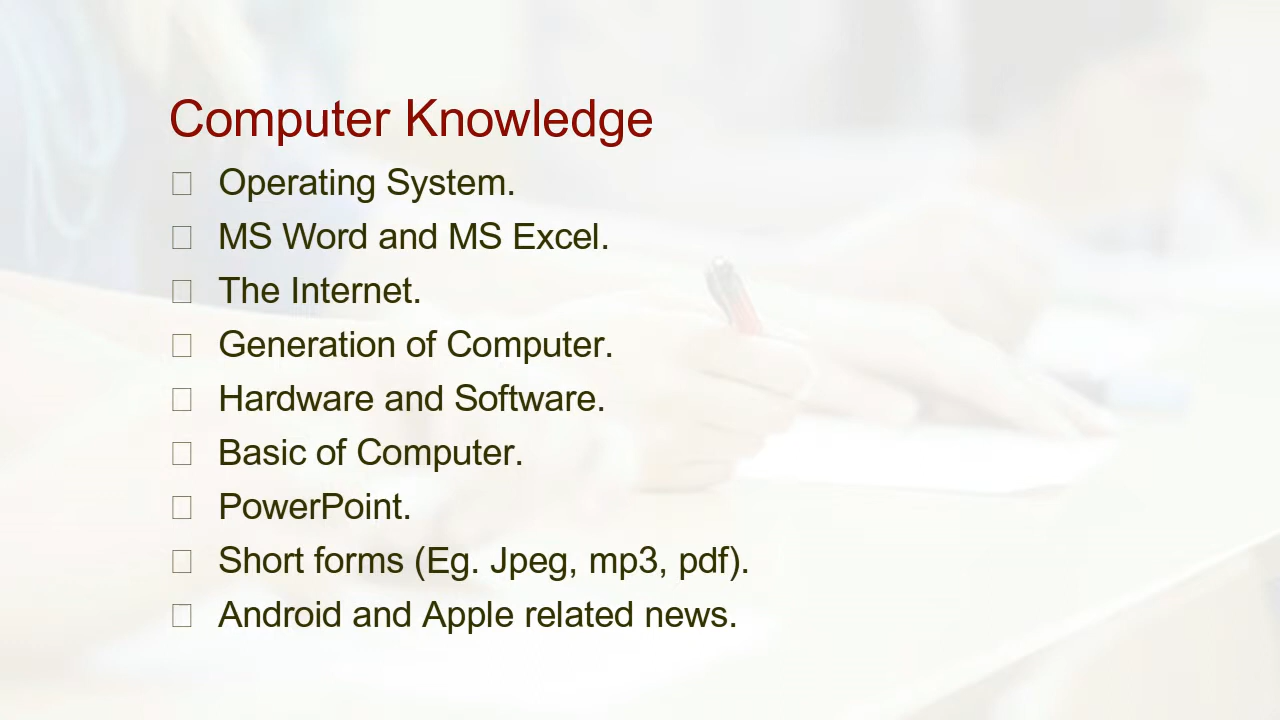 Computer Knowledge
Operating System.
MS Word and MS Excel.
The Internet.
Generation of Computer.
Hardware and Software.
Basic of Computer.
PowerPoint.
Short forms (Eg. Jpeg, mp3, pdf).
Android and Apple related news.